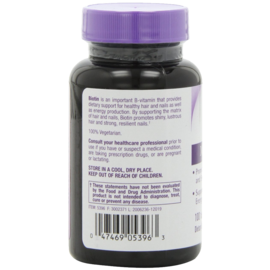 Biotin is an important B-vitamin that provides
dietary support for healthy hair and nails as well as
energy production. By supporting the matrix
of hair and nails, Biotin promotes shiny, lustrous
hair and strong, resilient nails.¹
100% Vegetarian
Consult your healthcare professional prior to
use if you have or suspect a medical condition,
are taking prescription drugs, or are pregnant
or lactating.
STORE IN A COOL, DRY PLACE.
KEEP OUT OF REACH OF CHILDREN.
These statements have not been evaluated
by the Food and Drug Administration. This
product is not intended to diagnose, treat,
cure or prevent any disease.
0 47469 05396 3